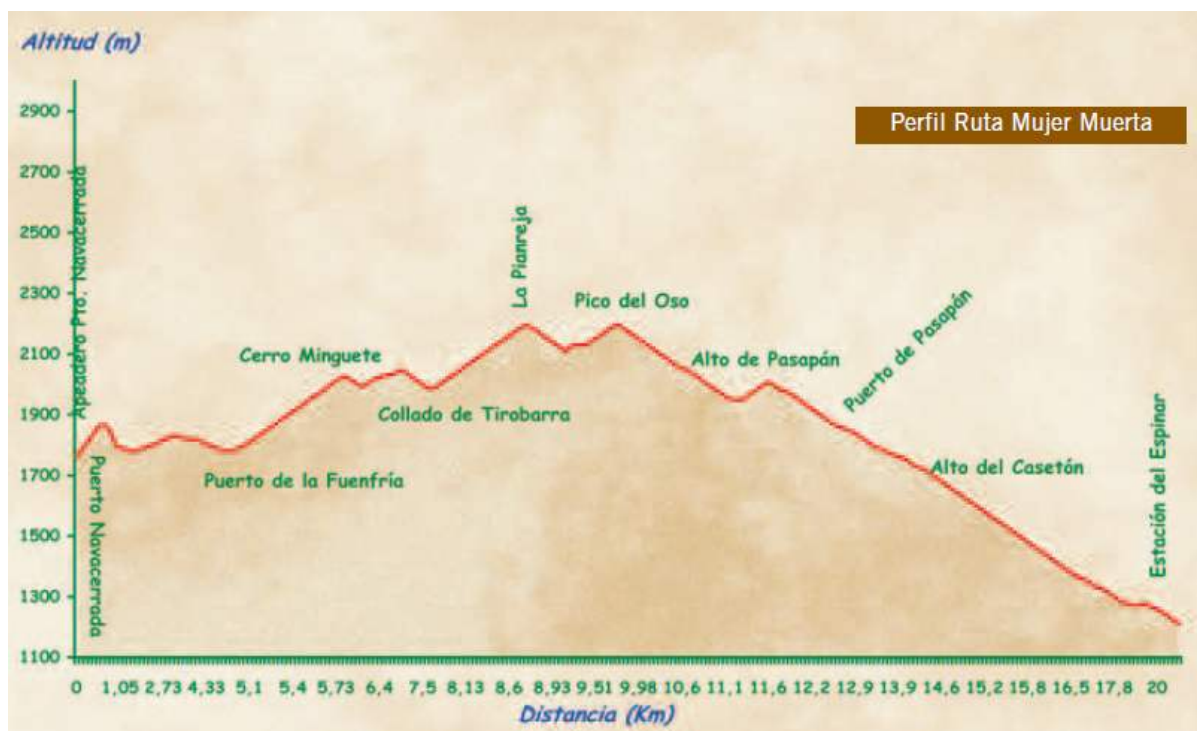 Altitud (m)
Perfil Ruta Mujer Muerta
2900
2700
2500
2300
2100
1900
1700
1500
1300
1100
Apeadero Pto. Navacerrada
Puerto Navacerrada
Puerto de la Fuenfría
Cerro Minguete
Collado de Tirobarra
La Pianreja
Pico del Oso
Alto de Pasapán
Puerto de Pasapán
Alto del Casetón
Estación del Espinar
0 1,05 2,73 4,33 5,1 5,4 5,73 6,4 7,5 8,13 8,6 8,93 9,51 9,98 10,6 11,1 11,6 12,2 12,9 13,9 14,6 15,2 15,8 16,5 17,8 20
Distancia (Km)